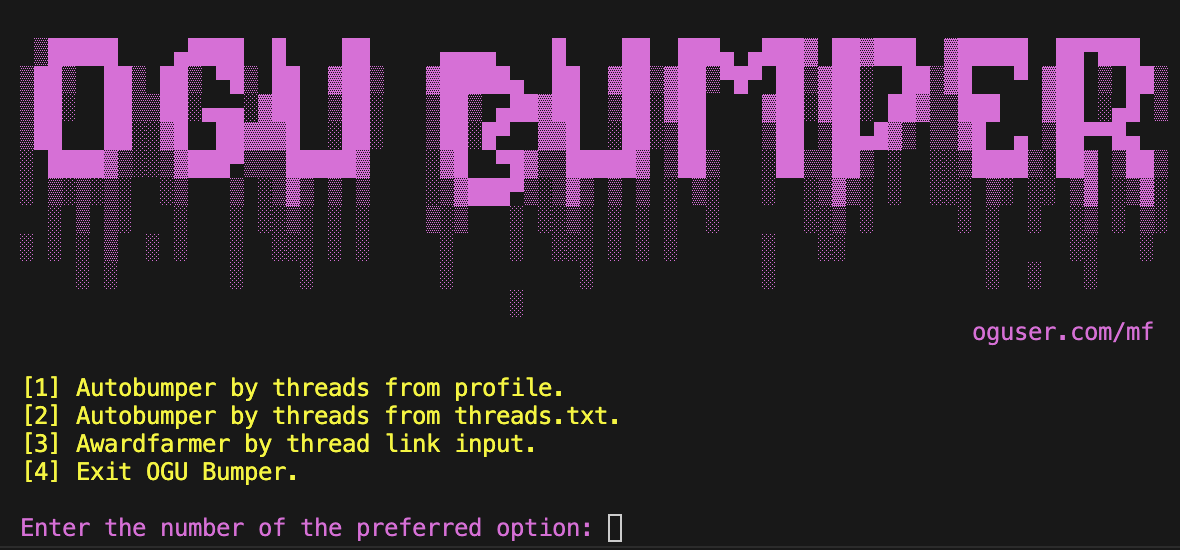 OGU BUMPER
oguser.com/mf
[1] Autobumper by threads from profile.
[2] Autobumper by threads from threads.txt.
[3] Awardfarmer by thread link input.
[4] Exit OGU Bumper.
Enter the number of the preferred option: